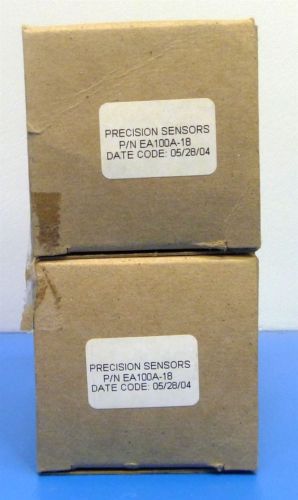 PRECISION SENSORS
P/N EA100A-18
DATE CODE: 05/28/04
PRECISION SENSORS
P/N EA100A-18
DATE CODE: 05/28/04